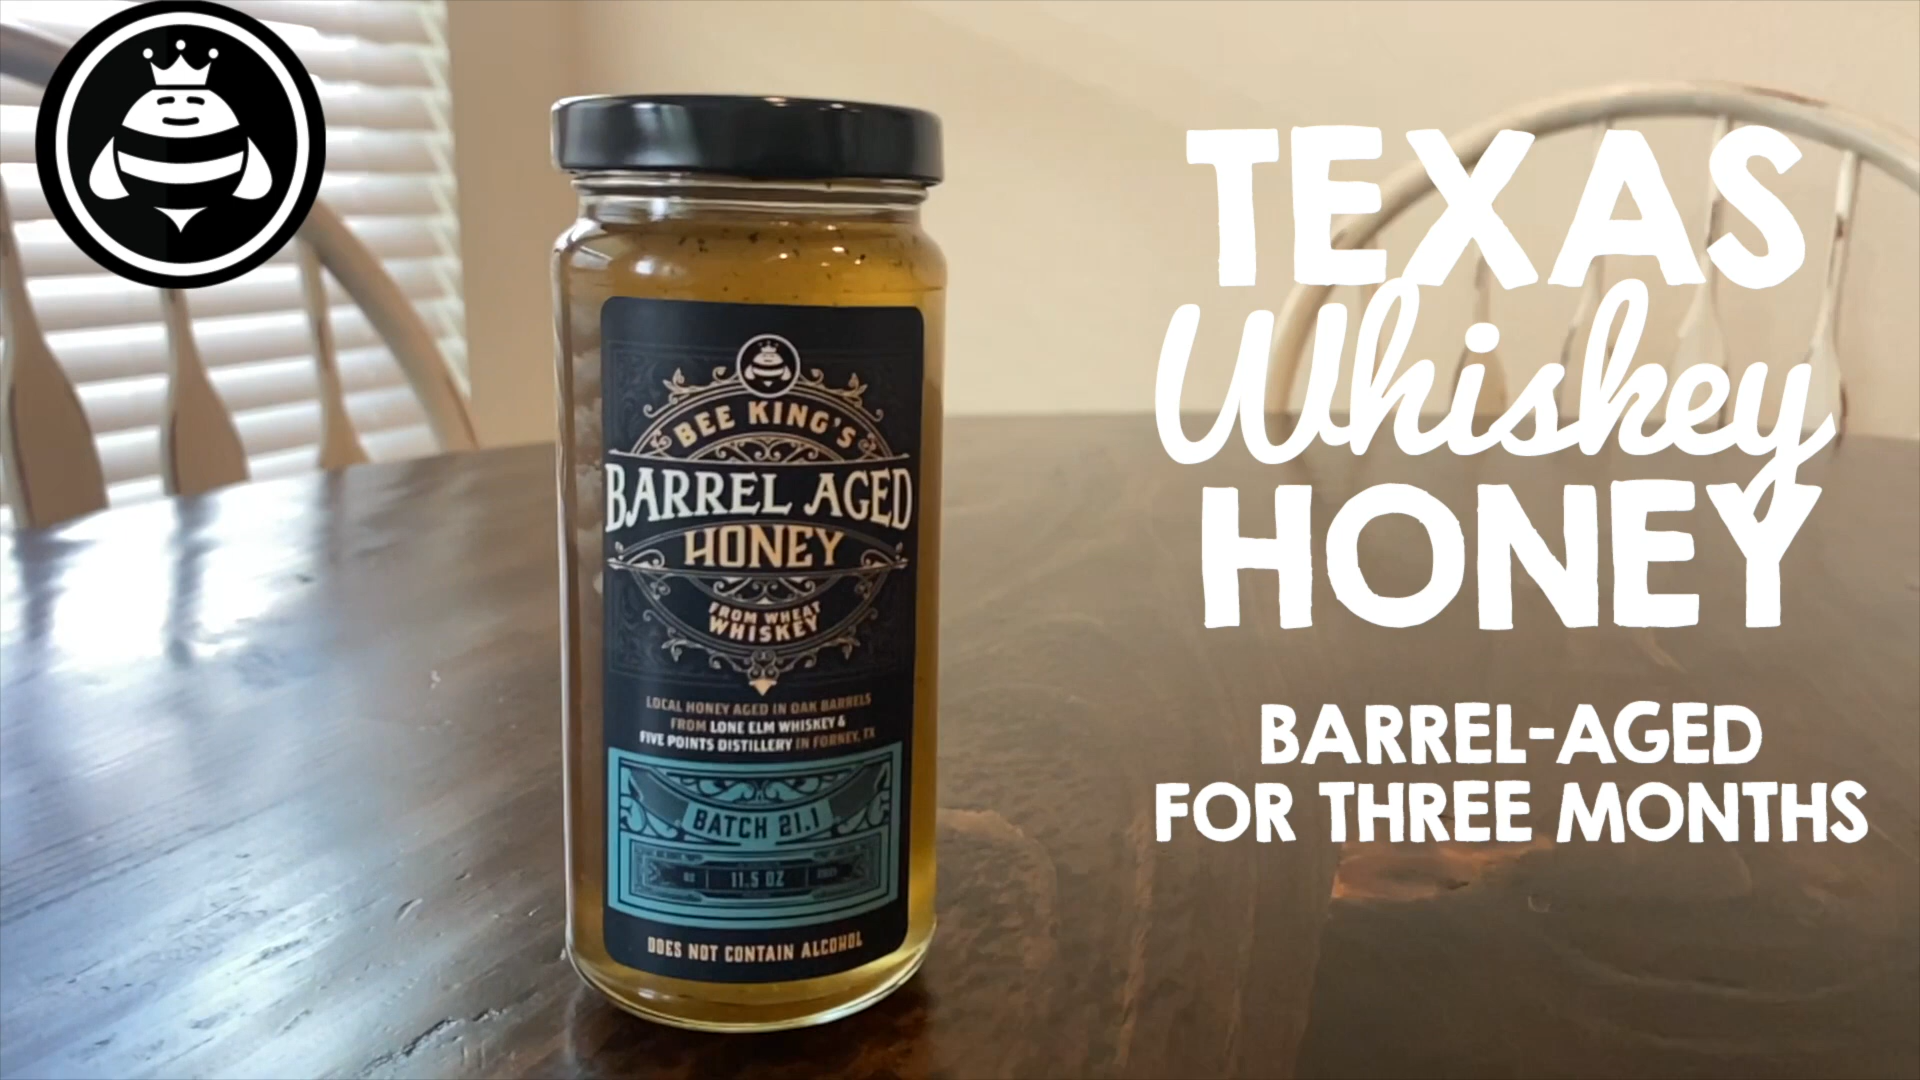 BEE KING'S
BARREL AGED
HONEY
FROM WHEAT
WHISKEY
LOCAL HONEY AGED IN OAK BARRELS
FROM LONE ELM WHISKEY &
FIVE POINTS DISTILLERY IN FORNEY, TX
BATCH 21.1
11.5 OZ
DOES NOT CONTAIN ALCOHOL
TEXAS
Whiskey
HONEY
BARREL-AGED
FOR THREE MONTHS